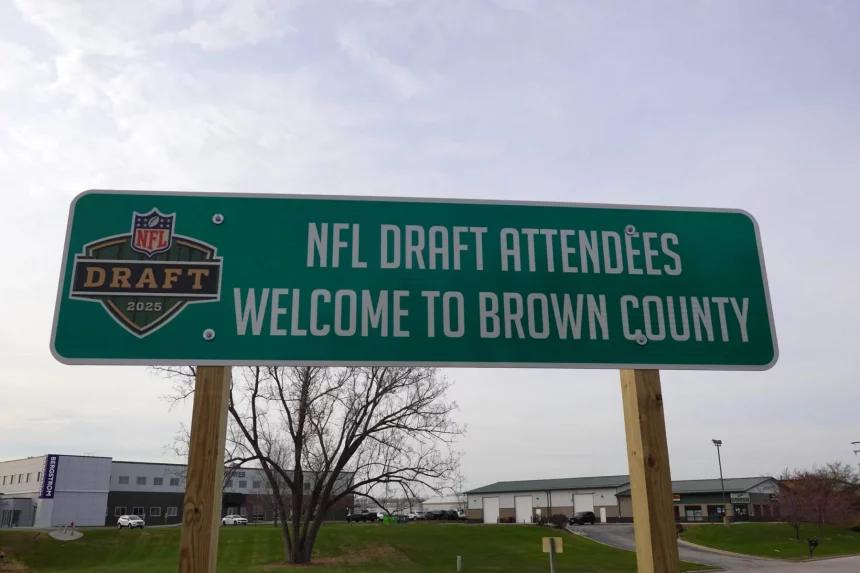 NFL
DRAFT
2025
NFL DRAFT ATTENDEES
WELCOME TO BROWN COUNTY
BERGSTROM